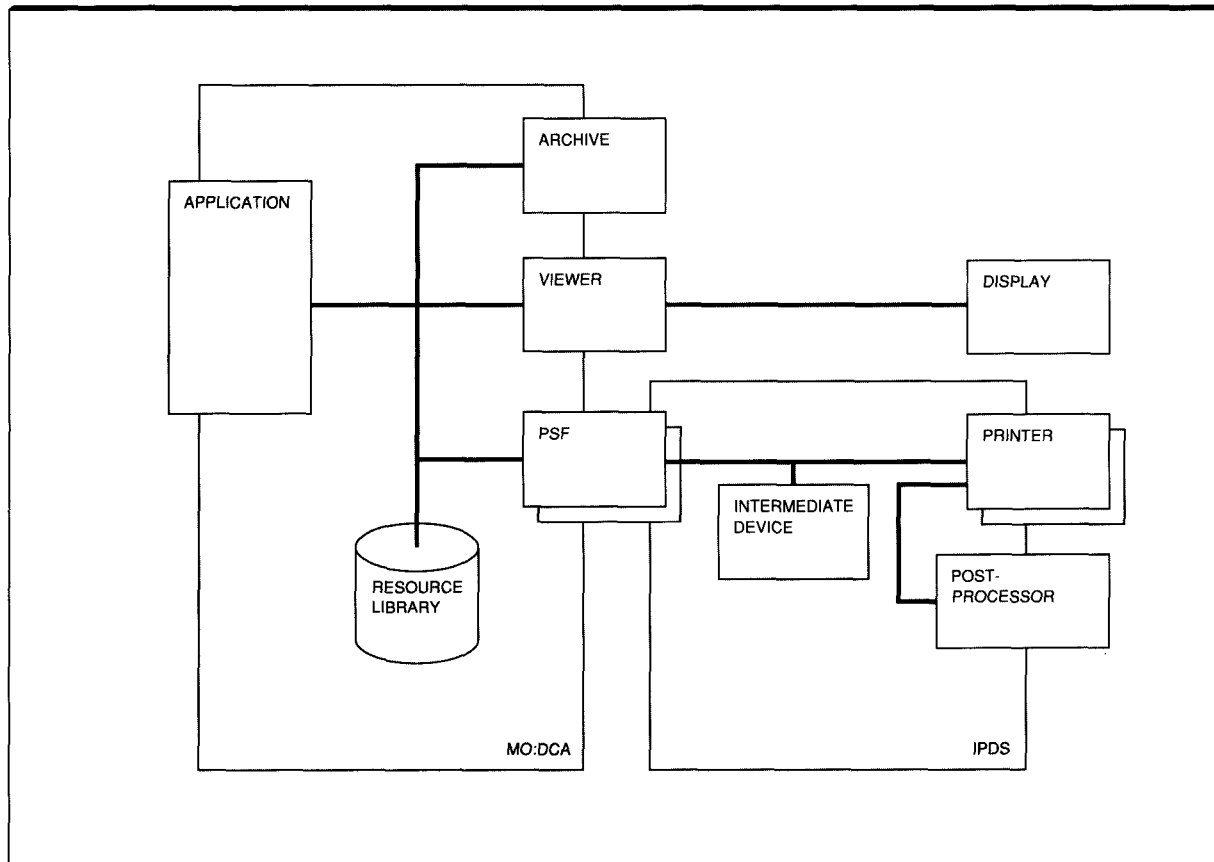 ARCHIVE
APPLICATION
VIEWER
DISPLAY
PSF
PRINTER
INTERMEDIATE
DEVICE
POST-
PROCESSOR
RESOURCE
LIBRARY
MO:DCA
IPDS